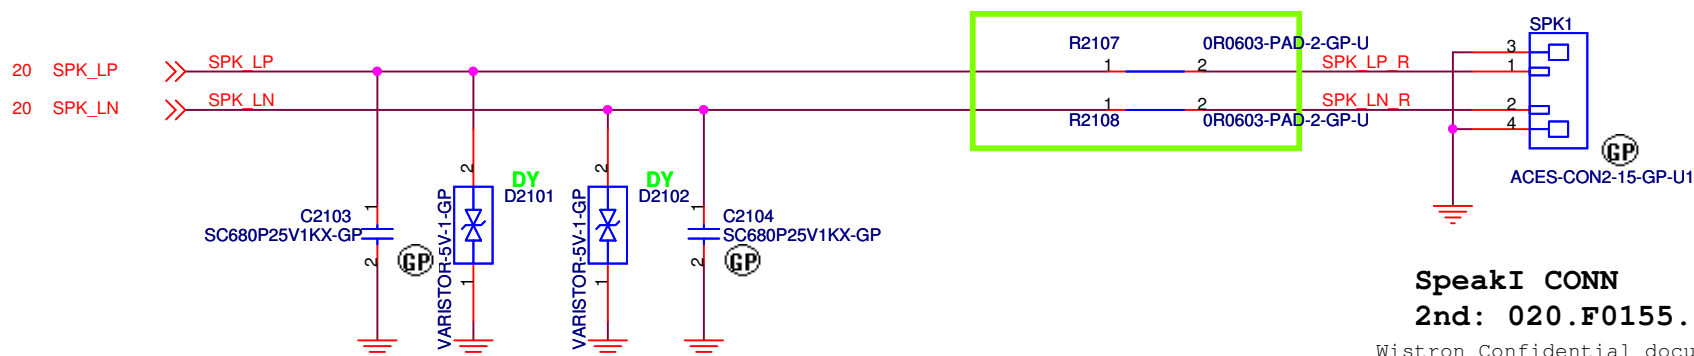 SPK1
R2107 0R0603-PAD-2-GP-U
20 SPK_LP SPK_LP 1 2 SPK_LP_R 3
1
20 SPK_LN SPK_LN 1 2 SPK_LN_R 2
R2108 0R0603-PAD-2-GP-U 4
GP
ACES-CON2-15-GP-U1
2 DY 2 DY
D2101 D2102
1 C2103 1 C2104
SC680P25V1KX-GP SC680P25V1KX-GP
2 GP 2 GP
VARISTOR-5V-1-GP 1 VARISTOR-5V-1-GP 1
SpeakI CONN
2nd: 020.F0155.
Wistron Confidential docu